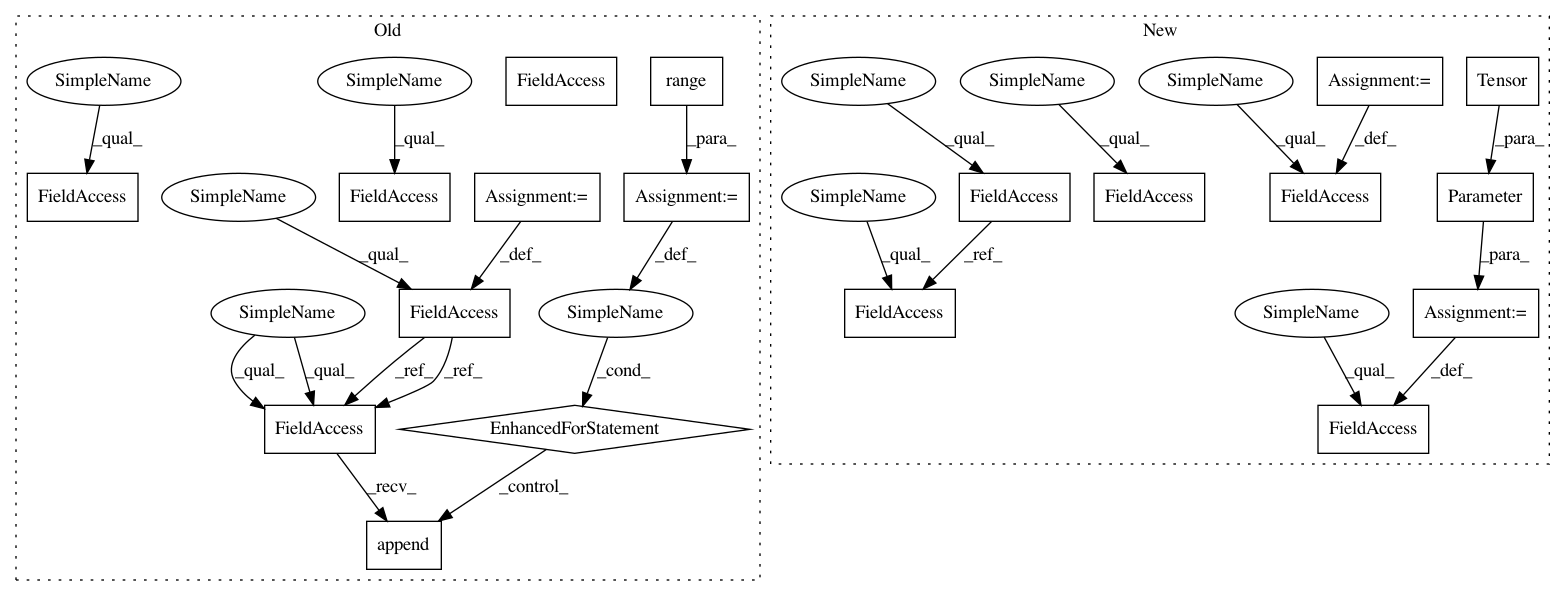 Old
New
SimpleName
SimpleName
FieldAccess
range
SimpleName
SimpleName
SimpleName
Assignment:=
Tensor
_qual_
_qual_
_para_
_qual_
_qual_
_qual_
_def_
_para_
FieldAccess
SimpleName
FieldAccess
Assignment:=
Assignment:=
SimpleName
FieldAccess
FieldAccess
FieldAccess
Parameter
_qual_
_def_
_def_
_qual_
_ref_
_para_
SimpleName
FieldAccess
SimpleName
FieldAccess
SimpleName
Assignment:=
_qual_
_qual_
_ref_
_ref_
_cond_
_qual_
_def_
FieldAccess
EnhancedForStatement
FieldAccess
_recv_
_control_
append